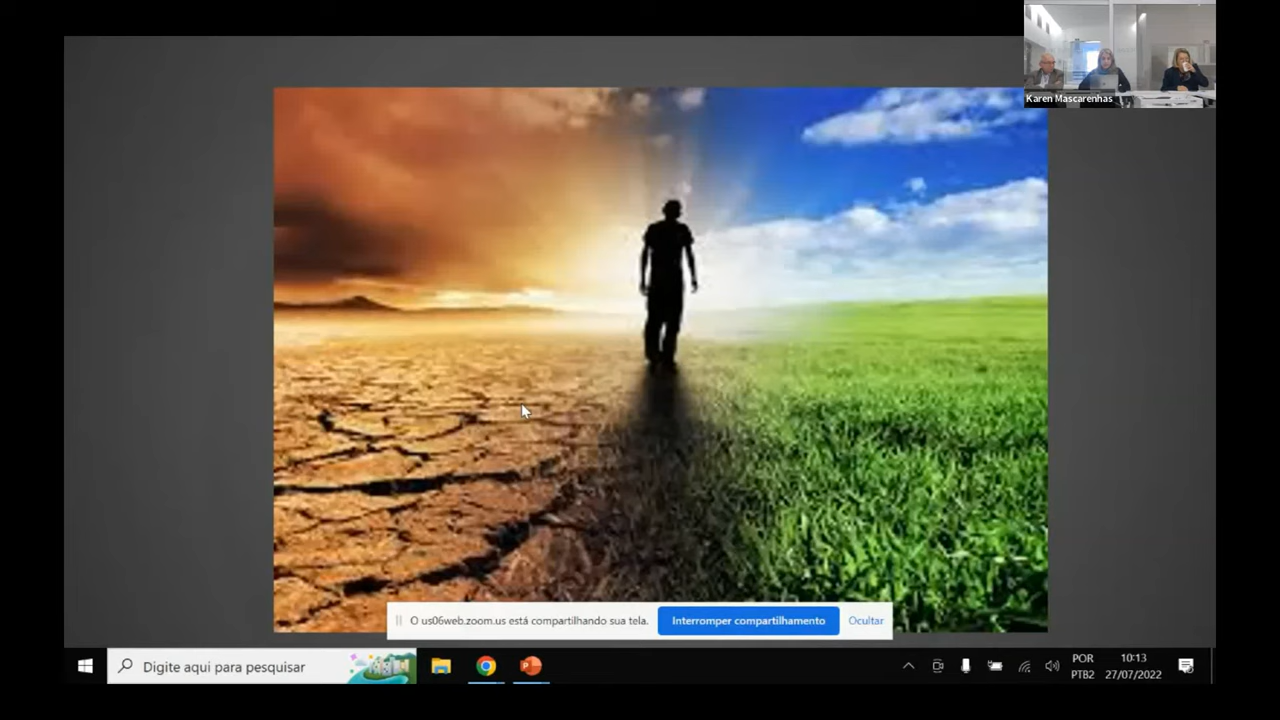 Karen Mascarenhas
O us06web.zoom.us está compartilhando sua tela.
Interromper compartilhamento
Ocultar
Digite aqui para pesquisar
POR
PTB2
10:13
27/07/2022